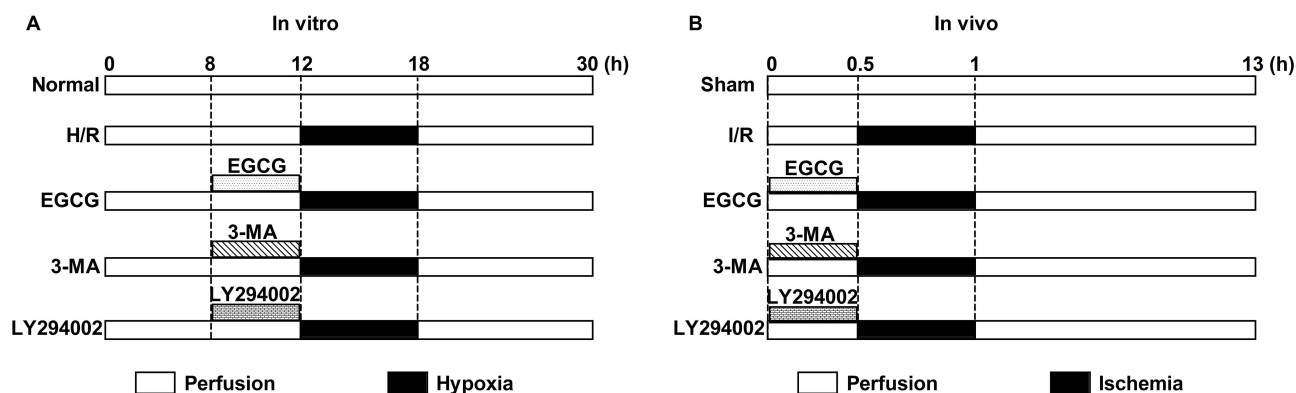 A
In vitro
0 8 12 18 30 (h)
Normal
H/R
EGCG
EGCG
3-MA
3-MA
LY294002
LY294002
Perfusion Hypoxia
B
In vivo
0 0.5 1 13 (h)
Sham
I/R
EGCG
EGCG
3-MA
3-MA
LY294002
LY294002
Perfusion Ischemia